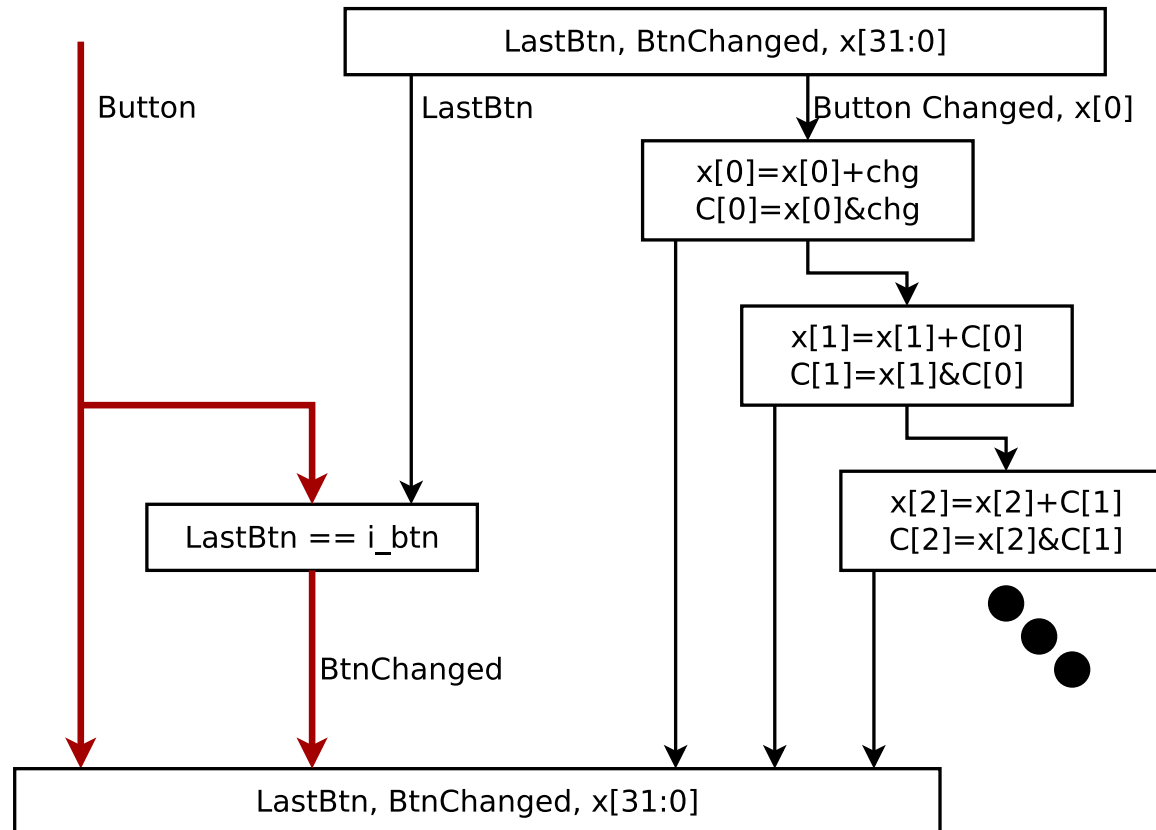 LastBtn, BtnChanged, x[31:0]
Button
LastBtn
Button Changed, x[0]
x[0]=x[0]+chg
C[0]=x[0]&chg
x[1]=x[1]+C[0]
C[1]=x[1]&C[0]
x[2]=x[2]+C[1]
C[2]=x[2]&C[1]
LastBtn == i_btn
BtnChanged
LastBtn, BtnChanged, x[31:0]